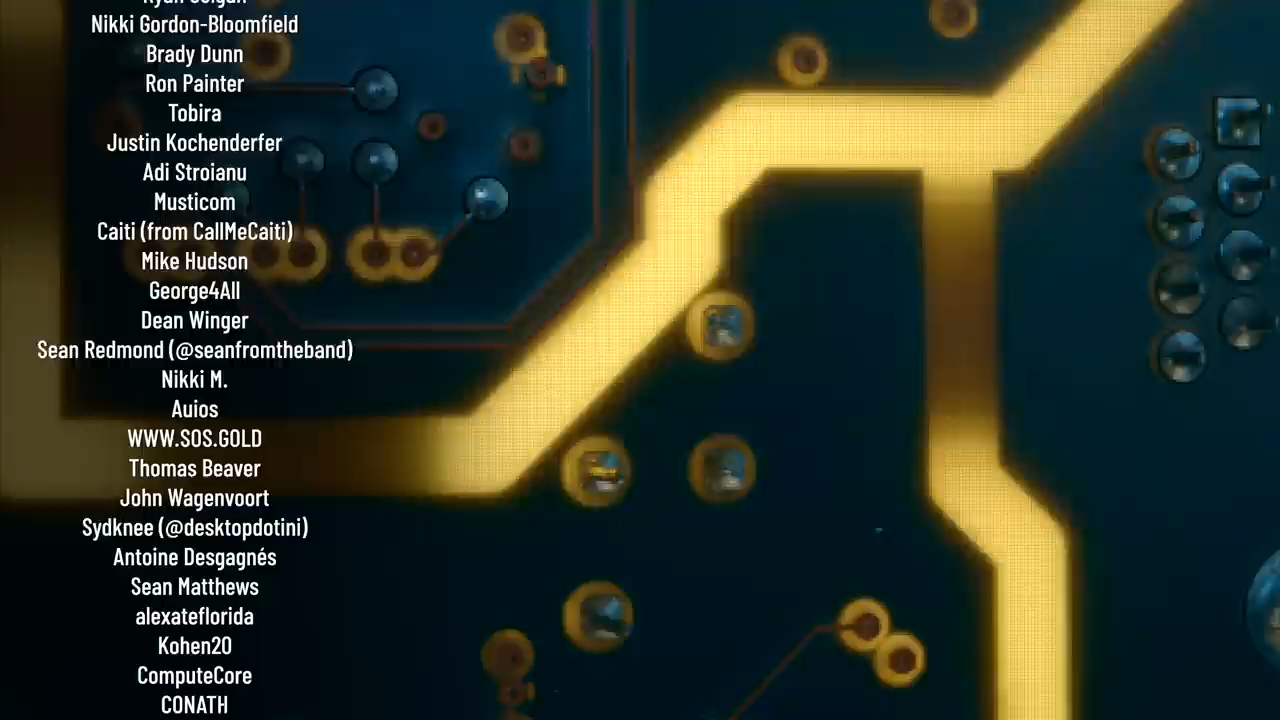 Nikki Gordon-Bloomfield
Brady Dunn
Ron Painter
Tobira
Justin Kochenderfer
Adi Stroianu
Musticom
Caiti (from CallMeCaiti)
Mike Hudson
George4All
Dean Winger
Sean Redmond (@seanfromtheband)
Nikki M.
Auios
WWW.SOS.GOLD
Thomas Beaver
John Wagenvoort
Sydknee (@desktopdotini)
Antoine Desgagnés
Sean Matthews
alexateflorida
Kohen20
ComputeCore
CONATH